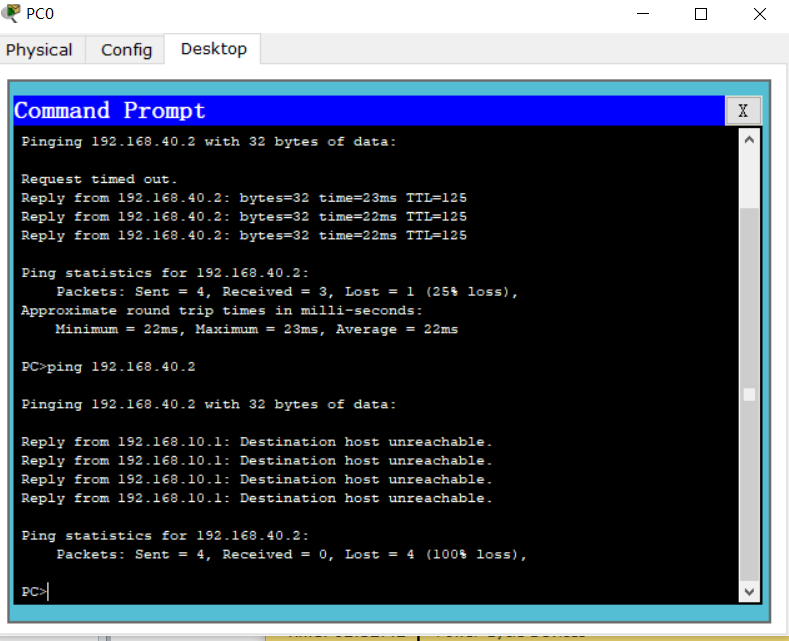 PC0
Physical Config Desktop
Command Prompt
X
Pinging 192.168.40.2 with 32 bytes of data:
Request timed out.
Reply from 192.168.40.2: bytes=32 time=23ms TTL=125
Reply from 192.168.40.2: bytes=32 time=22ms TTL=125
Reply from 192.168.40.2: bytes=32 time=22ms TTL=125
Ping statistics for 192.168.40.2:
Packets: Sent = 4, Received = 3, Lost = 1 (25% loss),
Approximate round trip times in milli-seconds:
Minimum = 22ms, Maximum = 23ms, Average = 22ms
PC>ping 192.168.40.2
Pinging 192.168.40.2 with 32 bytes of data:
Reply from 192.168.10.1: Destination host unreachable.
Reply from 192.168.10.1: Destination host unreachable.
Reply from 192.168.10.1: Destination host unreachable.
Reply from 192.168.10.1: Destination host unreachable.
Ping statistics for 192.168.40.2:
Packets: Sent = 4, Received = 0, Lost = 4 (100% loss),
PC>